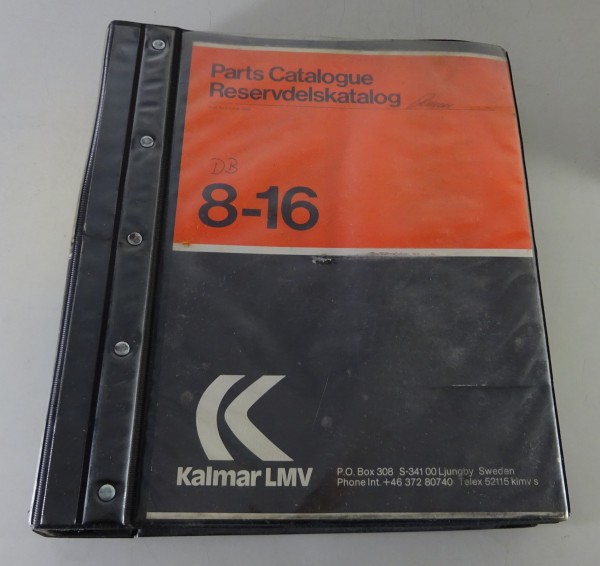 Parts Catalogue
Reservdelskatalog
DB
8-16
Kalmar LMV
P.O. Box 308 S-341 00 Ljungby Sweden
Phone Int. +46 372 80740 Telex 52115 klmv s